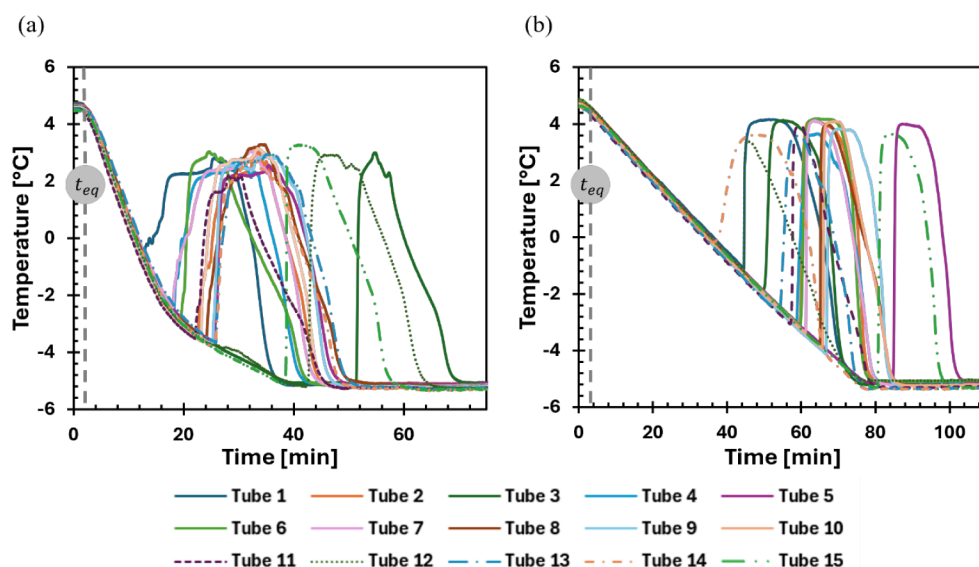 (a)
(b)
6
4
2
0
-2
-4
-6
Temperature [°C]
t_eq
0
20
40
60
Time [min]
6
4
2
0
-2
-4
-6
Temperature [°C]
t_eq
0
20
40
60
80
100
Time [min]
Tube 1 Tube 2 Tube 3 Tube 4 Tube 5
Tube 6 Tube 7 Tube 8 Tube 9 Tube 10
Tube 11 Tube 12 Tube 13 Tube 14 Tube 15